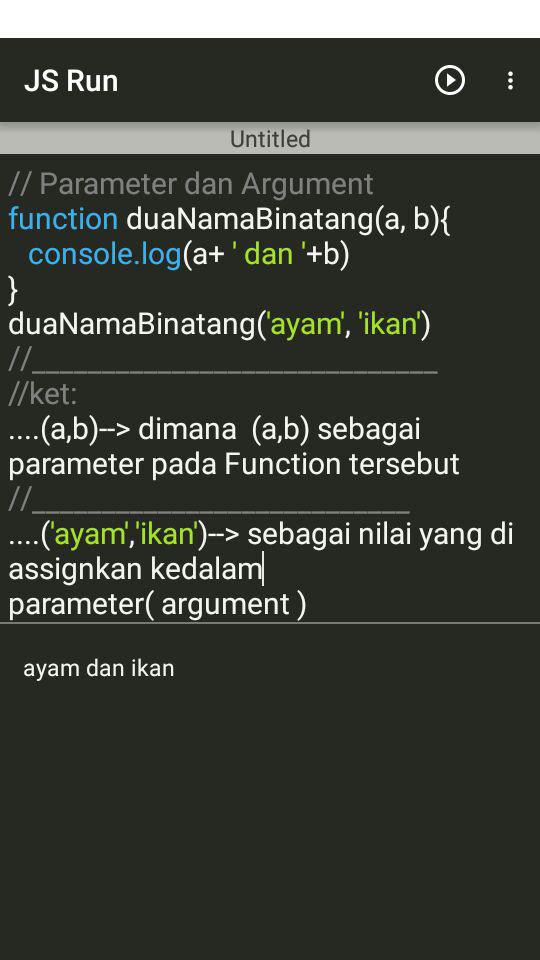 JS Run
Untitled
// Parameter dan Argument
function duaNamaBinatang(a, b){
console.log(a+ ' dan '+b)
}
duaNamaBinatang('ayam', 'ikan')
//_____________________________
//ket:
....(a,b)--> dimana  (a,b) sebagai
parameter pada Function tersebut
//___________________________
....('ayam','ikan')--> sebagai nilai yang di
assignkan kedalam
parameter( argument )
ayam dan ikan